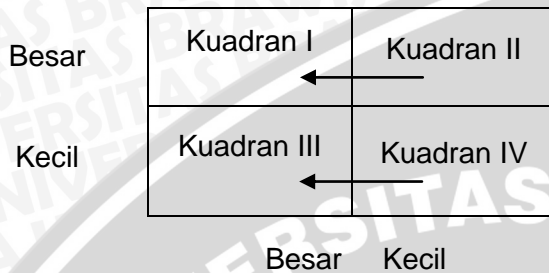 Besar
Kuadran I
Kuadran II
Kecil
Kuadran III
Kuadran IV
Besar Kecil